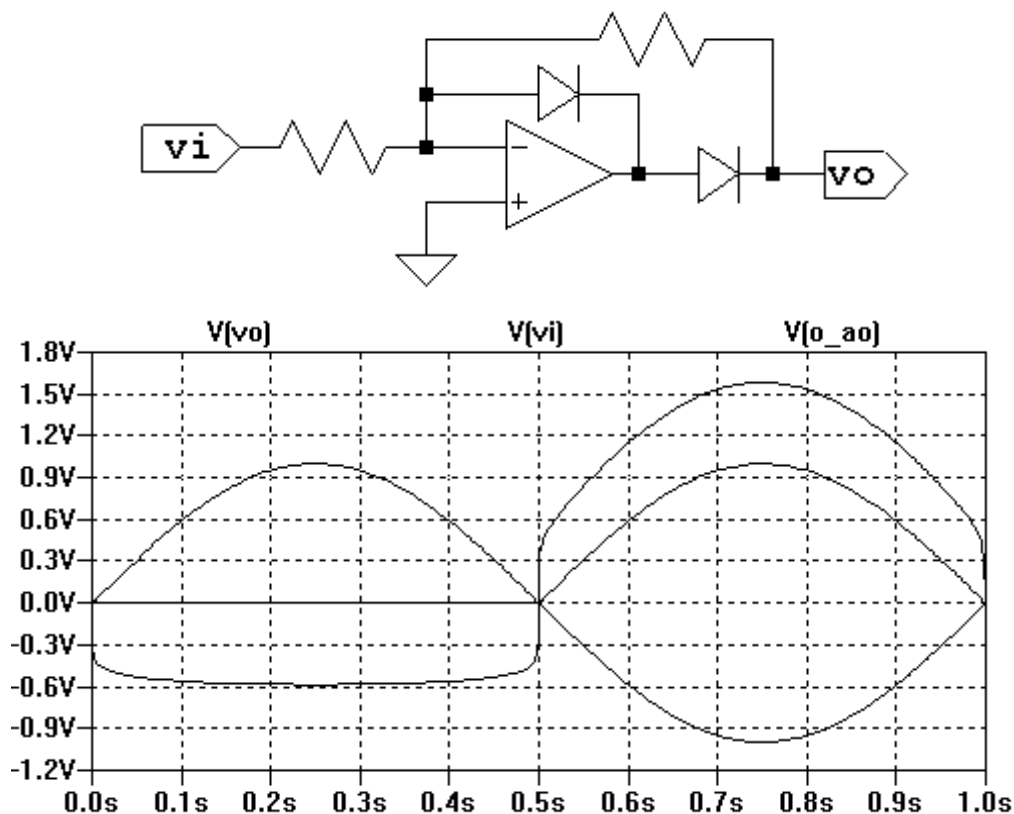 vi
−
+
vo
V(vo) V(vi) V(o_ao)
1.8V
1.5V
1.2V
0.9V
0.6V
0.3V
0.0V
-0.3V
-0.6V
-0.9V
-1.2V
0.0s 0.1s 0.2s 0.3s 0.4s 0.5s 0.6s 0.7s 0.8s 0.9s 1.0s